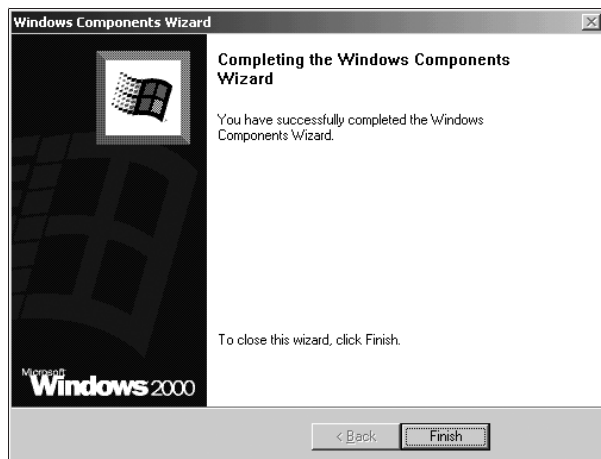 Windows Components Wizard
Completing the Windows Components
Wizard
You have successfully completed the Windows
Components Wizard.
To close this wizard, click Finish.
Microsoft
Windows 2000
< Back
Finish